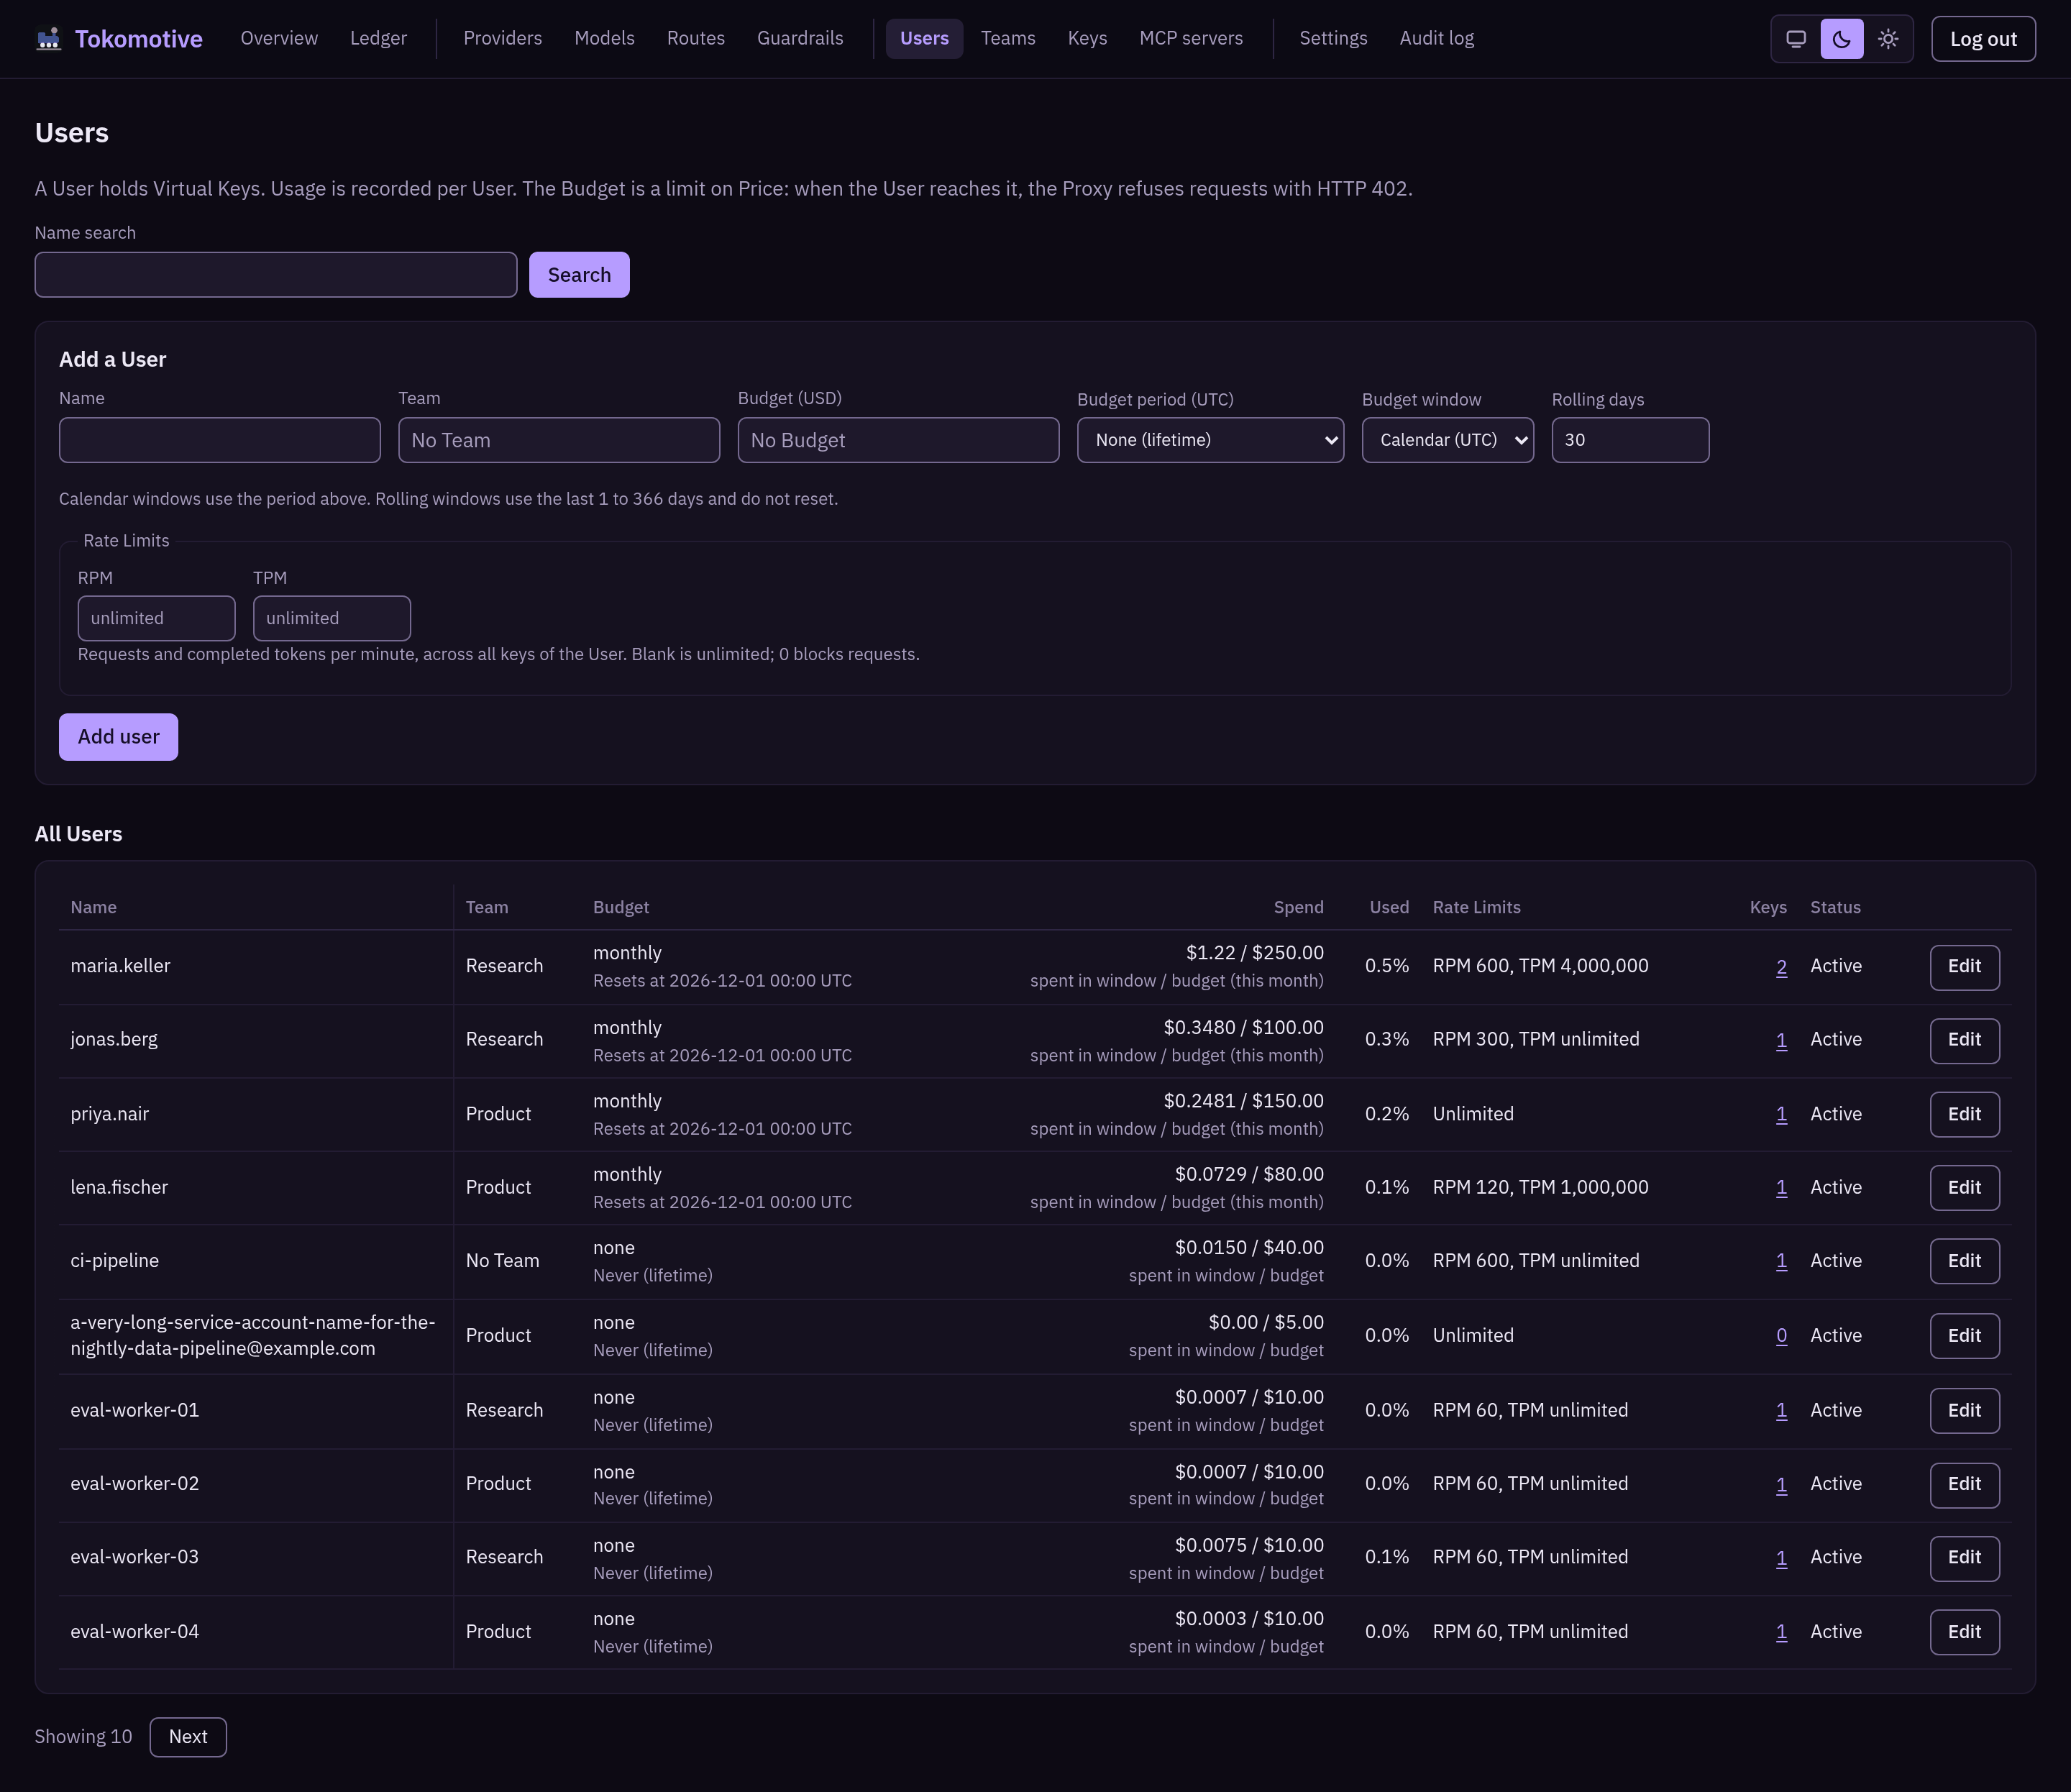 Tokomotive Overview Ledger Providers Models Routes Guardrails Users Teams Keys MCP servers Settings Audit log Log out
Users
A User holds Virtual Keys. Usage is recorded per User. The Budget is a limit on Price: when the User reaches it, the Proxy refuses requests with HTTP 402.
Name search
Search
Add a User
Name Team Budget (USD) Budget period (UTC) Budget window Rolling days
No Team No Budget None (lifetime) Calendar (UTC) 30
Calendar windows use the period above. Rolling windows use the last 1 to 366 days and do not reset.
Rate Limits
RPM TPM
unlimited unlimited
Requests and completed tokens per minute, across all keys of the User. Blank is unlimited; 0 blocks requests.
Add user
All Users
Name Team Budget Spend Used Rate Limits Keys Status
maria.keller Research monthly $1.22 / $250.00 0.5% RPM 600, TPM 4,000,000 2 Active Edit
Resets at 2026-12-01 00:00 UTC spent in window / budget (this month)
jonas.berg Research monthly $0.3480 / $100.00 0.3% RPM 300, TPM unlimited 1 Active Edit
Resets at 2026-12-01 00:00 UTC spent in window / budget (this month)
priya.nair Product monthly $0.2481 / $150.00 0.2% Unlimited 1 Active Edit
Resets at 2026-12-01 00:00 UTC spent in window / budget (this month)
lena.fischer Product monthly $0.0729 / $80.00 0.1% RPM 120, TPM 1,000,000 1 Active Edit
Resets at 2026-12-01 00:00 UTC spent in window / budget (this month)
ci-pipeline No Team none $0.0150 / $40.00 0.0% RPM 600, TPM unlimited 1 Active Edit
Never (lifetime) spent in window / budget
a-very-long-service-account-name-for-the- Product none $0.00 / $5.00 0.0% Unlimited 0 Active Edit
nightly-data-pipeline@example.com Never (lifetime) spent in window / budget
eval-worker-01 Research none $0.0007 / $10.00 0.0% RPM 60, TPM unlimited 1 Active Edit
Never (lifetime) spent in window / budget
eval-worker-02 Product none $0.0007 / $10.00 0.0% RPM 60, TPM unlimited 1 Active Edit
Never (lifetime) spent in window / budget
eval-worker-03 Research none $0.0075 / $10.00 0.1% RPM 60, TPM unlimited 1 Active Edit
Never (lifetime) spent in window / budget
eval-worker-04 Product none $0.0003 / $10.00 0.0% RPM 60, TPM unlimited 1 Active Edit
Never (lifetime) spent in window / budget
Showing 10 Next